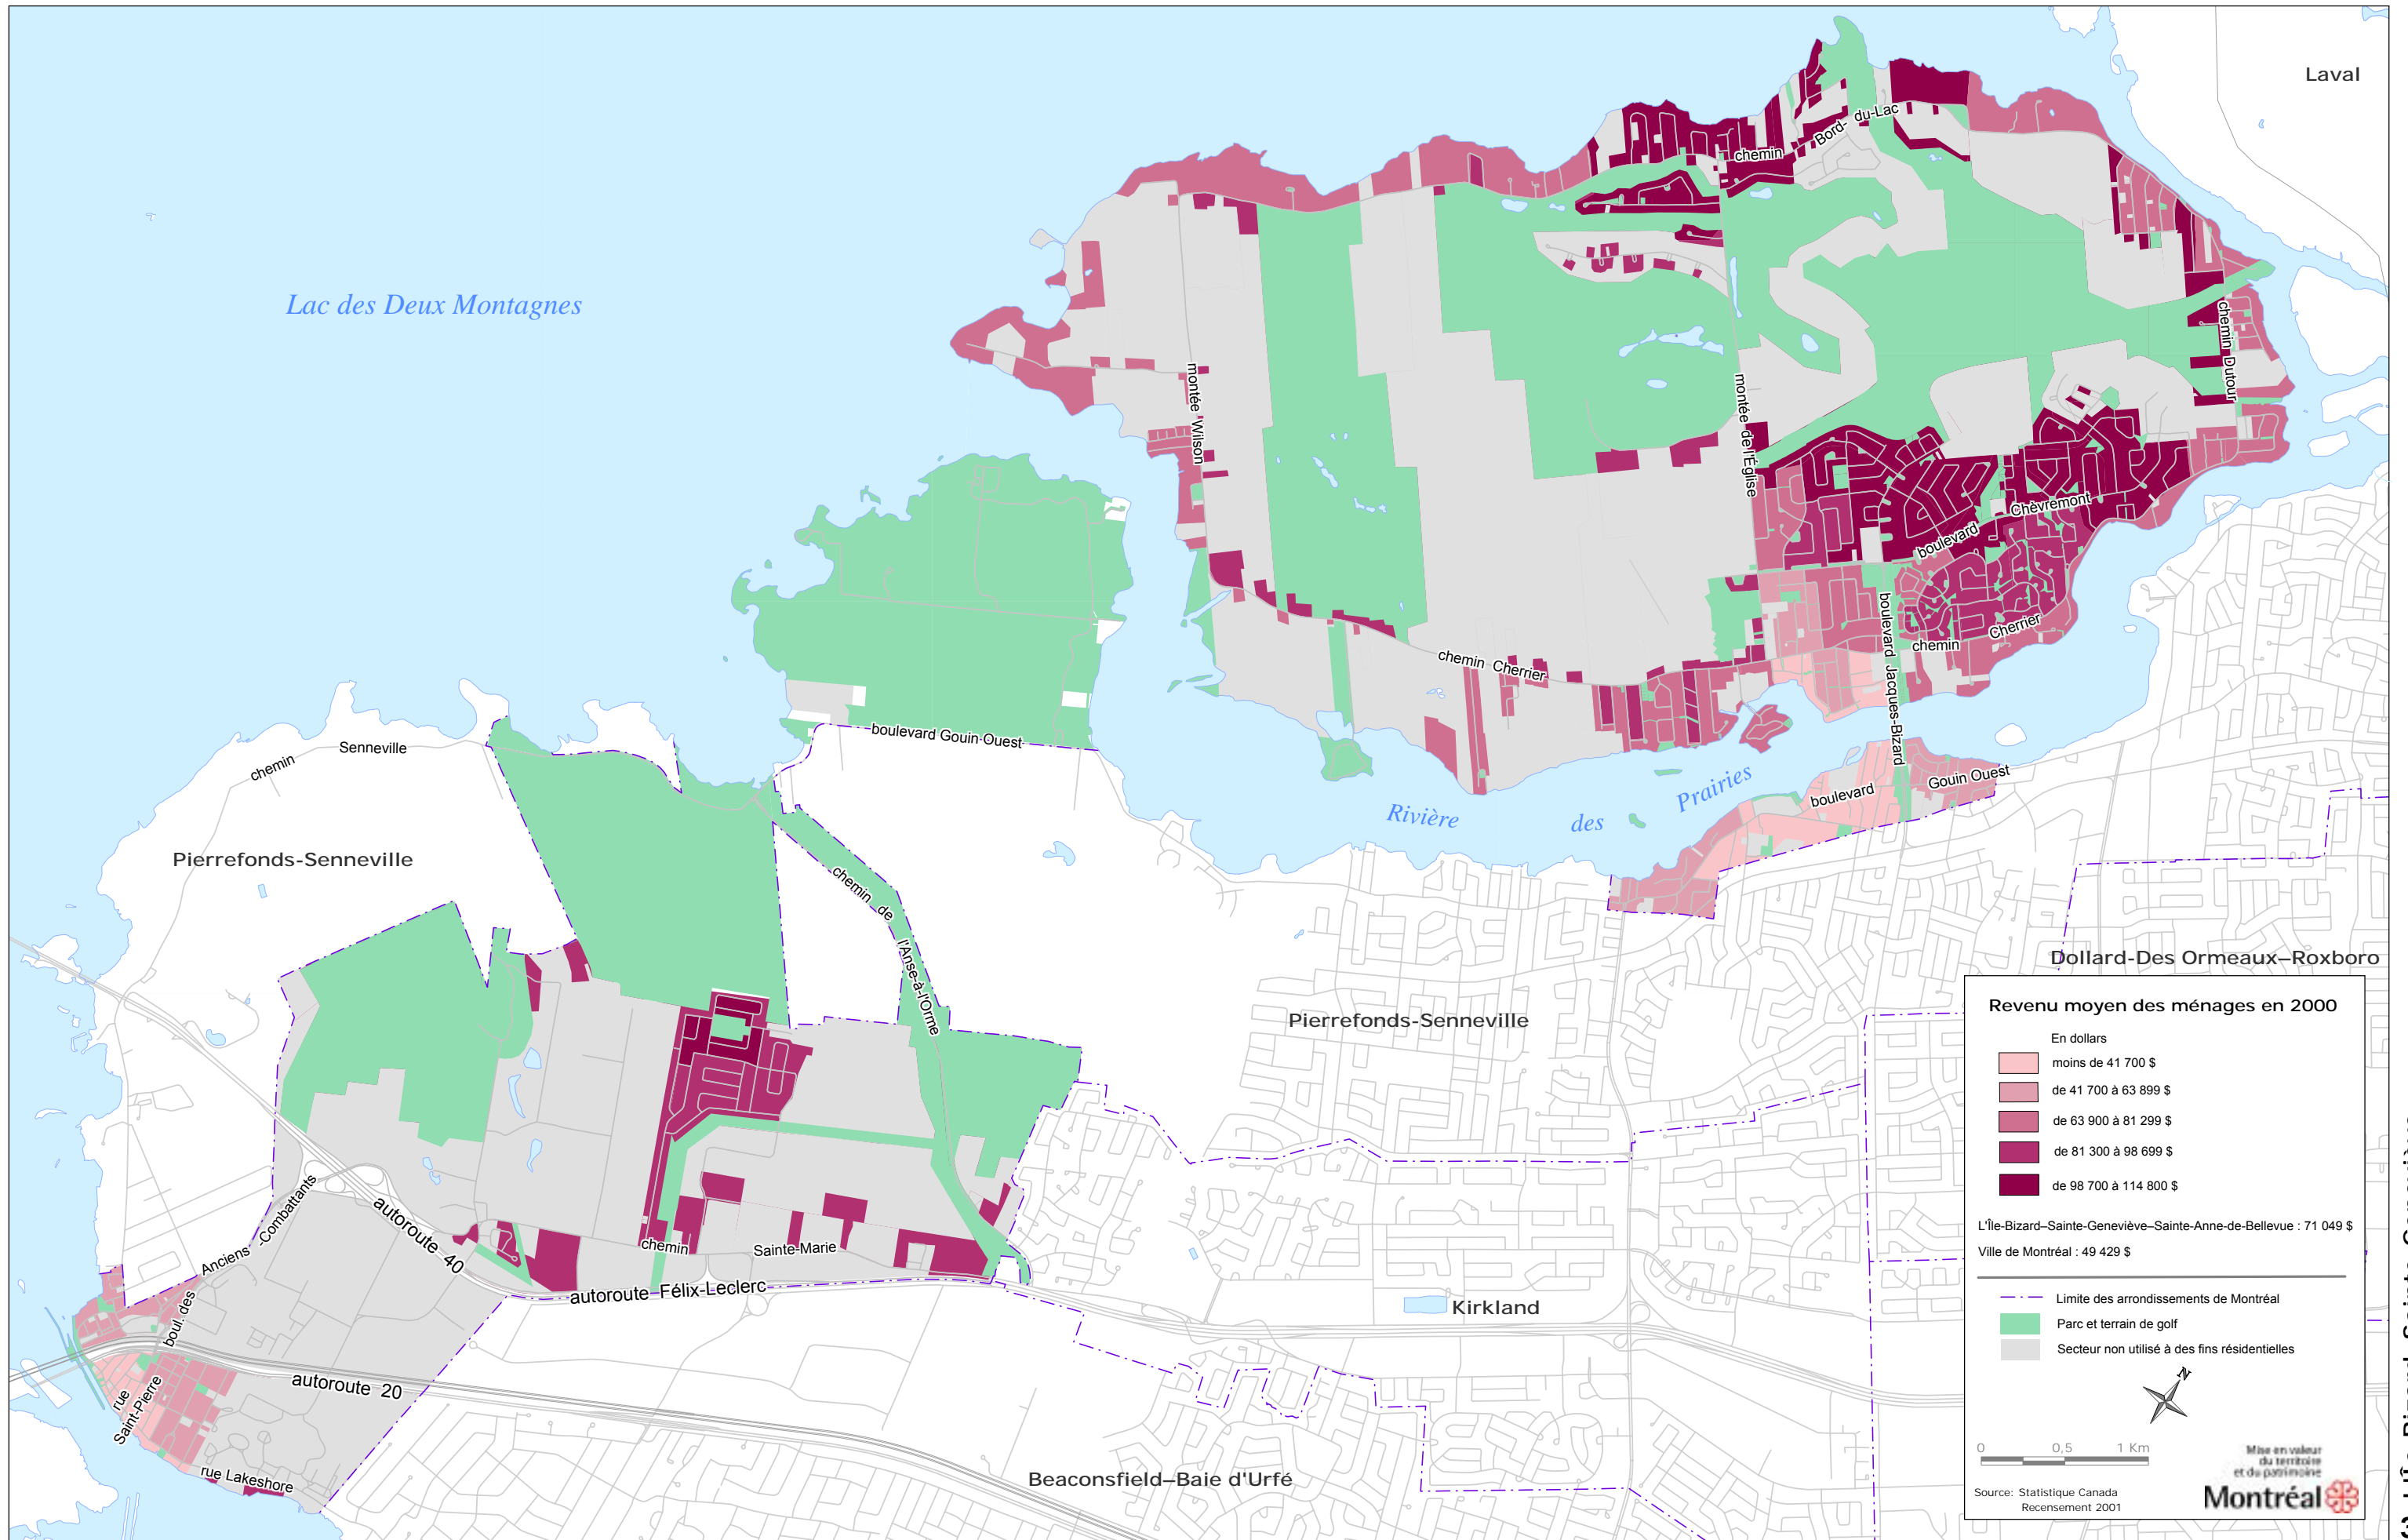 Laval
chemin
Bord-
du-Lac
Lac des Deux Montagnes
montée Wilson
montée de l'Église
chemin Dutour
boulevard
Chèvremont
boulevard Jacques-Bizard
chemin
Cherrier
chemin Cherrier
boulevard Gouin Ouest
chemin
Senneville
Rivière
des
Prairies
boulevard
Gouin Ouest
Pierrefonds-Senneville
chemin de
l'Anse-à-l'Orme
Dollard-Des Ormeaux–Roxboro
Pierrefonds-Senneville
boul. des
Anciens
-Combattants
autoroute 40
chemin
Sainte-Marie
autoroute Félix-Leclerc
Kirkland
autoroute 20
rue
Saint-Pierre
rue Lakeshore
Beaconsfield–Baie d'Urfé
Revenu moyen des ménages en 2000
En dollars
moins de 41 700 $
de 41 700 à 63 899 $
de 63 900 à 81 299 $
de 81 300 à 98 699 $
de 98 700 à 114 800 $
L'Île-Bizard–Sainte-Geneviève–Sainte-Anne-de-Bellevue : 71 049 $
Ville de Montréal : 49 429 $
Limite des arrondissements de Montréal
Parc et terrain de golf
Secteur non utilisé à des fins résidentielles
N
0 0,5 1 Km
Mise en valeur
du territoire
et du patrimoine
Source: Statistique Canada
Recensement 2001
Montréal